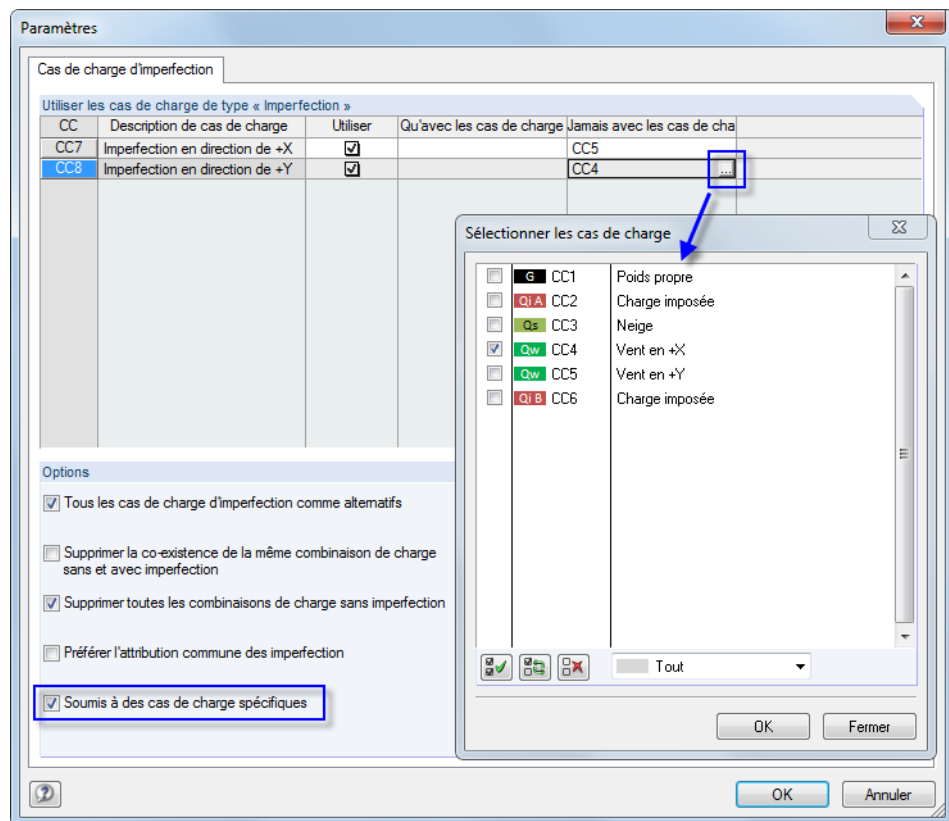 Paramètres
Cas de charge d'imperfection
Utiliser les cas de charge de type « Imperfection »
CC Description de cas de charge Utiliser Qu'avec les cas de charge Jamais avec les cas de cha
CC7 Imperfection en direction de +X CC5
CC8 Imperfection en direction de +Y CC4 ...
Sélectionner les cas de charge
G CC1 Poids propre
Qi A CC2 Charge imposée
Qs CC3 Neige
Qw CC4 Vent en +X
Qw CC5 Vent en +Y
Qi B CC6 Charge imposée
Tout
OK Fermer
Options
Tous les cas de charge d'imperfection comme alternatifs
Supprimer la co-existence de la même combinaison de charge
sans et avec imperfection
Supprimer toutes les combinaisons de charge sans imperfection
Préférer l'attribution commune des imperfection
Soumis à des cas de charge spécifiques
OK Annuler